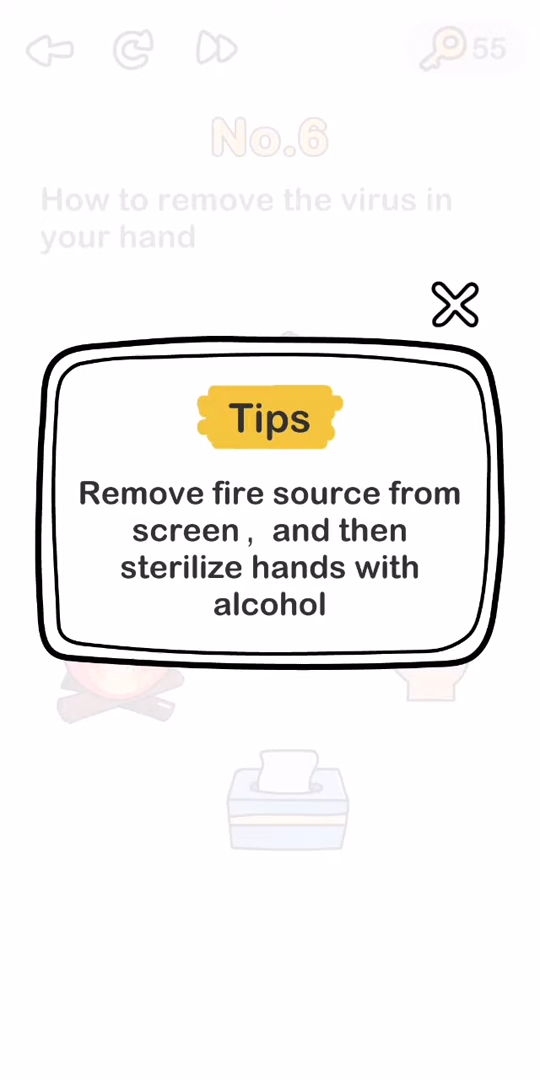 55
No.6
How to remove the virus in
your hand
Tips
Remove fire source from
screen, and then
sterilize hands with
alcohol